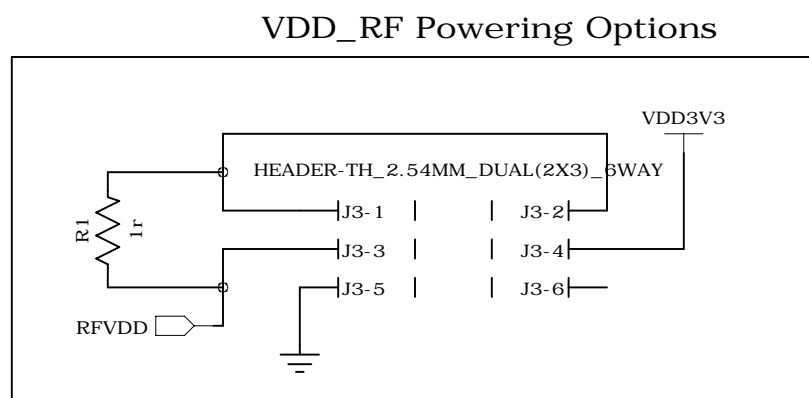 VDD_RF Powering Options
VDD3V3
HEADER-TH_2.54MM_DUAL(2X3)_6WAY
R1
1r
J3-1
J3-2
J3-3
J3-4
J3-5
J3-6
RFVDD